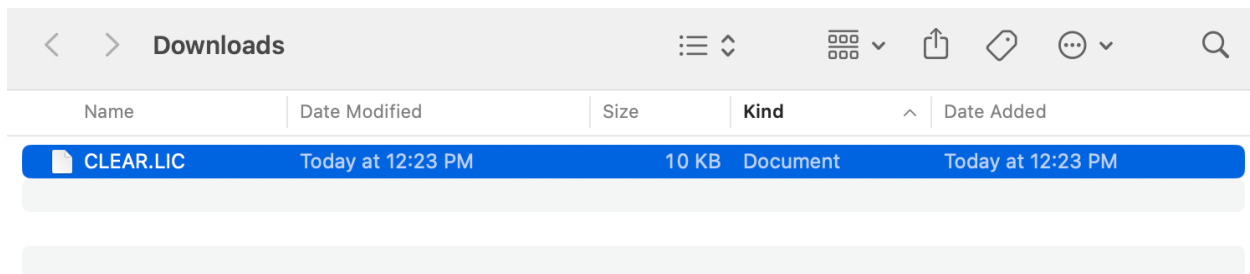 Downloads
Name Date Modified Size Kind Date Added
CLEAR.LIC Today at 12:23 PM 10 KB Document Today at 12:23 PM